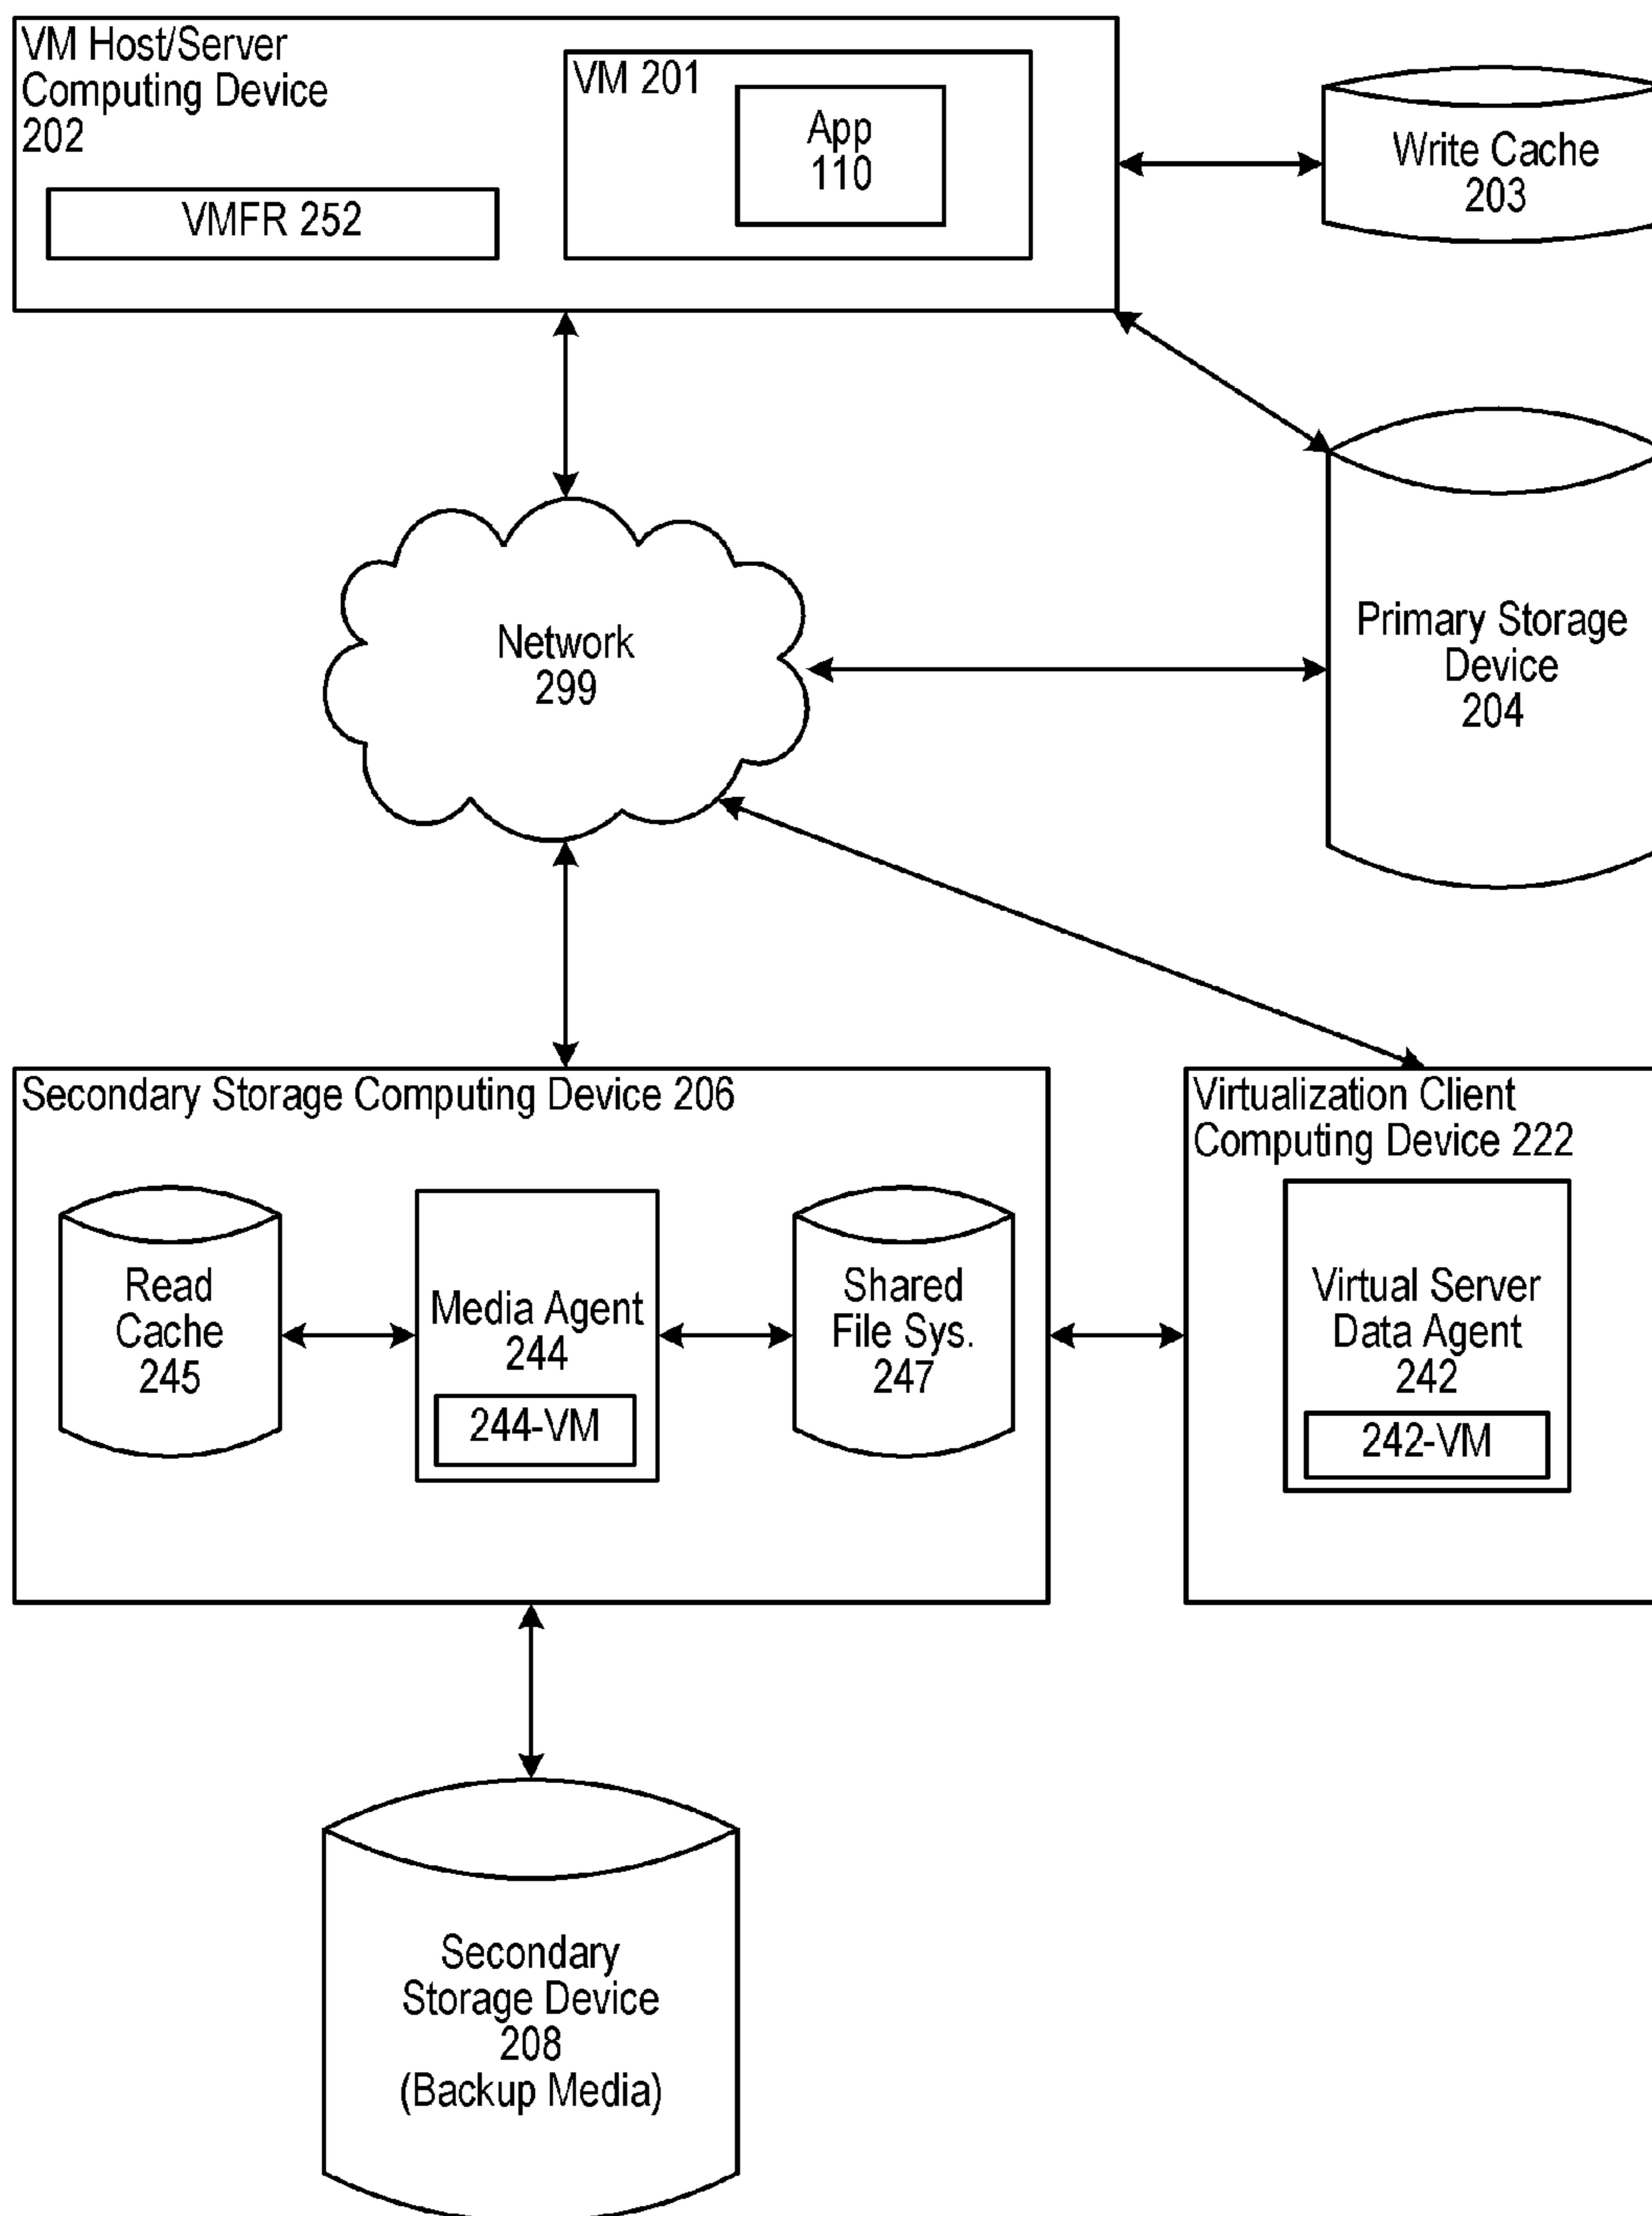 VM Host/Server
Computing Device
202
VMFR 252
VM 201
App
110
Write Cache
203
Network
299
Primary Storage
Device
204
Secondary Storage Computing Device 206
Read
Cache
245
Media Agent
244
244-VM
Shared
File Sys.
247
Virtualization Client
Computing Device 222
Virtual Server
Data Agent
242
242-VM
Secondary
Storage Device
208
(Backup Media)